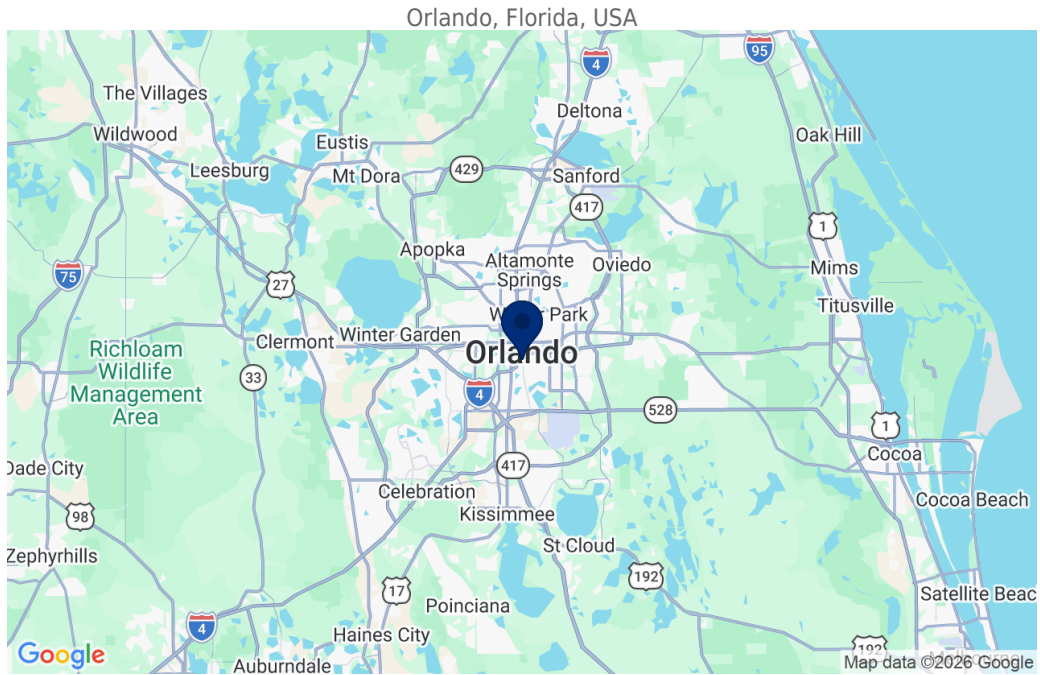 Orlando, Florida, USA
95
4
The Villages
Deltona
Wildwood
Oak Hill
Eustis
Leesburg
429
Mt Dora
Sanford
417
1
Apopka
Altamonte
Springs
Oviedo
Mims
75
27
Titusville
Park
Winter Garden
Clermont
Orlando
Richloam
Wildlife
Management
Area
33
4
528
1
Cocoa
417
Dade City
Celebration
Cocoa Beach
98
Kissimmee
St Cloud
Zephyrhills
192
17
Poinciana
Satellite Beac
4
Haines City
192
Google
Auburndale
Map data ©2026 Google